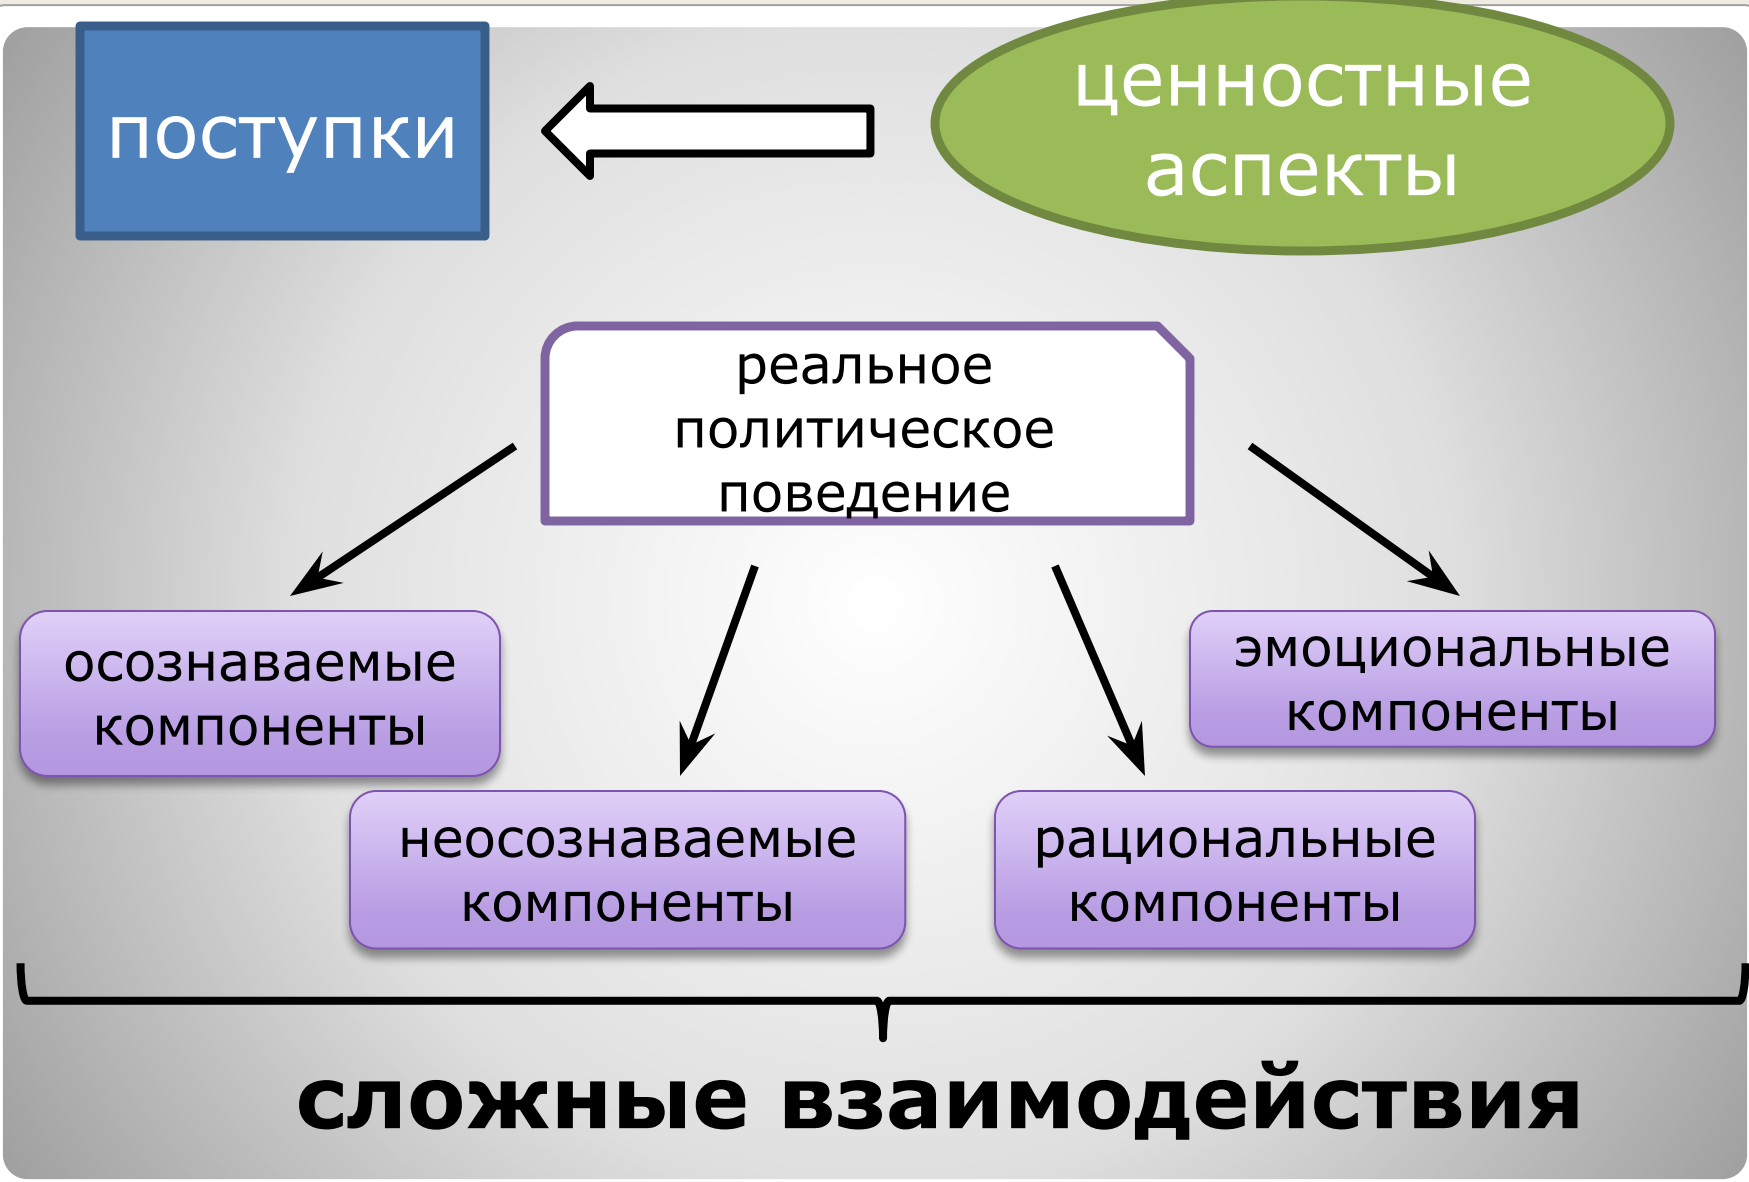 поступки
ценностные
аспекты
реальное
политическое
поведение
осознаваемые
компоненты
эмоциональные
компоненты
неосознаваемые
компоненты
рациональные
компоненты
сложные взаимодействия